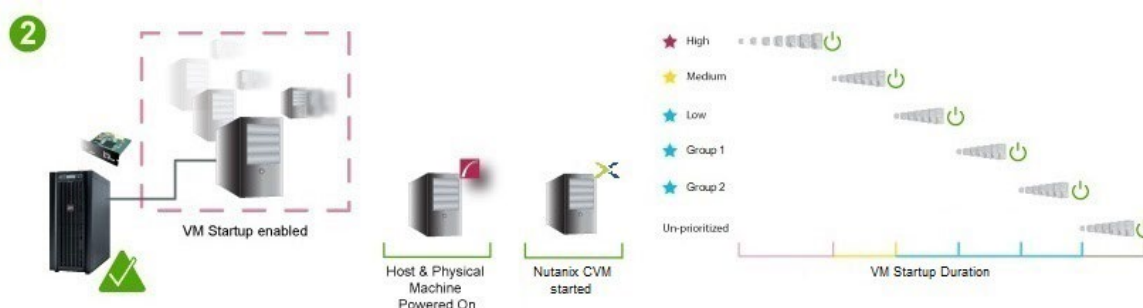 2
VM Startup enabled
Host & Physical
Machine
Powered On
Nutanix CVM
started
High
Medium
Low
Group 1
Group 2
Un-prioritized
VM Startup Duration